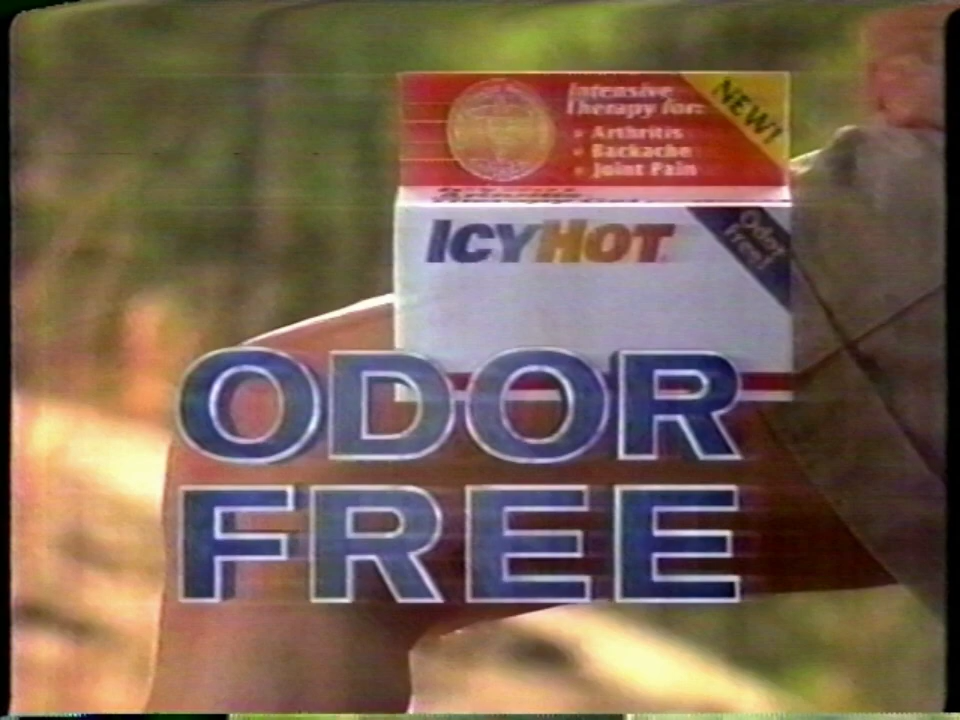 Intensive
Therapy for:
• Arthritis
• Backache
• Joint Pain
NEW!
ICY HOT
Odor
Free!
ODOR
FREE